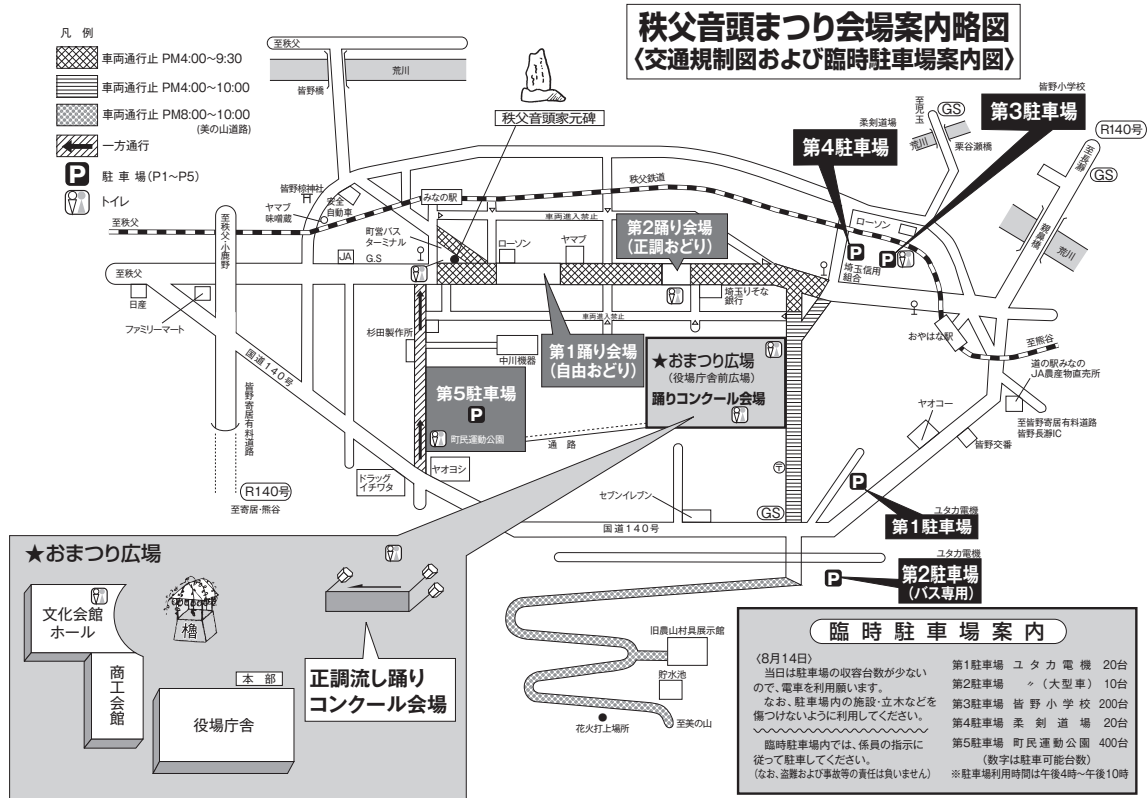 秩父音頭まつり会場案内略図
〈交通規制図および臨時駐車場案内図〉
凡 例
車両通行止 PM4:00～9:30
車両通行止 PM4:00～10:00
車両通行止 PM8:00～10:00
(美の山道路)
一方通行
P 駐 車 場(P1～P5)
トイレ
至秩父
荒川
皆野橋
秩父音頭家元碑
皆野小学校
第3駐車場
柔剣道場
第4駐車場
至児玉
GS
荒川
栗谷瀬橋
R140号
至長瀞
GS
親鼻橋
荒川
秩父鉄道
皆野椋神社
安全
自動車
みなの駅
ヤマブ
味噌蔵
至秩父
至秩父・小鹿野
町営バス
ターミナル
車両進入禁止
第2踊り会場
(正調おどり)
ローソン
P
P
埼玉信用
組合
JA
G.S
ローソン
ヤマブ
至秩父
日産
ファミリーマート
埼玉りそな
銀行
車両進入禁止
杉田製作所
中川機器
第1踊り会場
(自由おどり)
おやはな駅
至熊谷
道の駅みなの
JA農産物直売所
国道140号
皆野寄居有料道路
第5駐車場
P
町民運動公園
★おまつり広場
(役場庁舎前広場)
踊りコンクール会場
通 路
ヤオコー
至皆野寄居有料道路
皆野長瀞IC
皆野交番
ドラッグ
イチワタ
ヤオヨシ
R140号
至寄居・熊谷
セブンイレブン
GS
〒
P
ユタカ電機
第1駐車場
国道140号
ユタカ電機
P
第2駐車場
(バス専用)
旧農山村具展示館
貯水池
花火打上場所
至美の山
★おまつり広場
文化会館
ホール
櫓
商工会館
本 部
役場庁舎
正調流し踊り
コンクール会場
臨時駐車場案内
〈8月14日〉
当日は駐車場の収容台数が少ない
ので、電車を利用願います。
なお、駐車場内の施設・立木などを
傷つけないように利用してください。
臨時駐車場内では、係員の指示に
従って駐車してください。
(なお、盗難および事故等の責任は負いません)
第1駐車場 ユタカ電機 20台
第2駐車場 〃(大型車) 10台
第3駐車場 皆野小学校 200台
第4駐車場 柔剣道場 20台
第5駐車場 町民運動公園 400台
(数字は駐車可能台数)
※駐車場利用時間は午後4時～午後10時